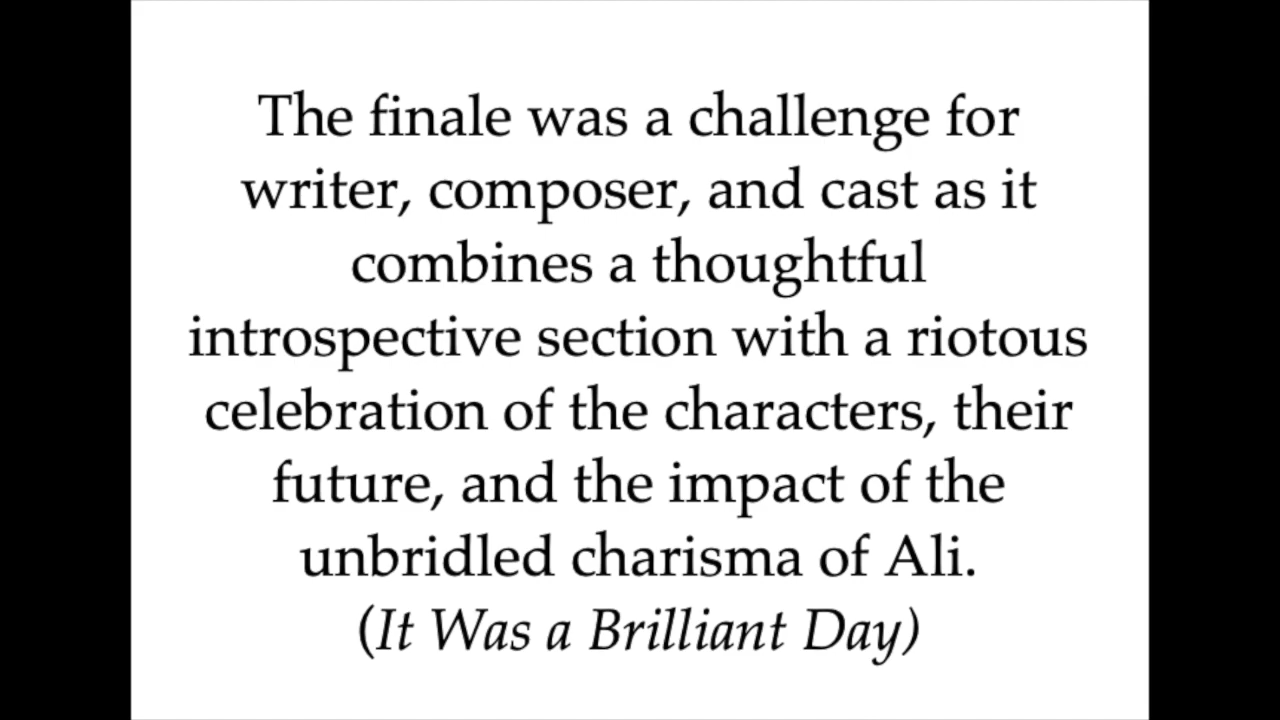 The finale was a challenge for
writer, composer, and cast as it
combines a thoughtful
introspective section with a riotous
celebration of the characters, their
future, and the impact of the
unbridled charisma of Ali.
(It Was a Brilliant Day)